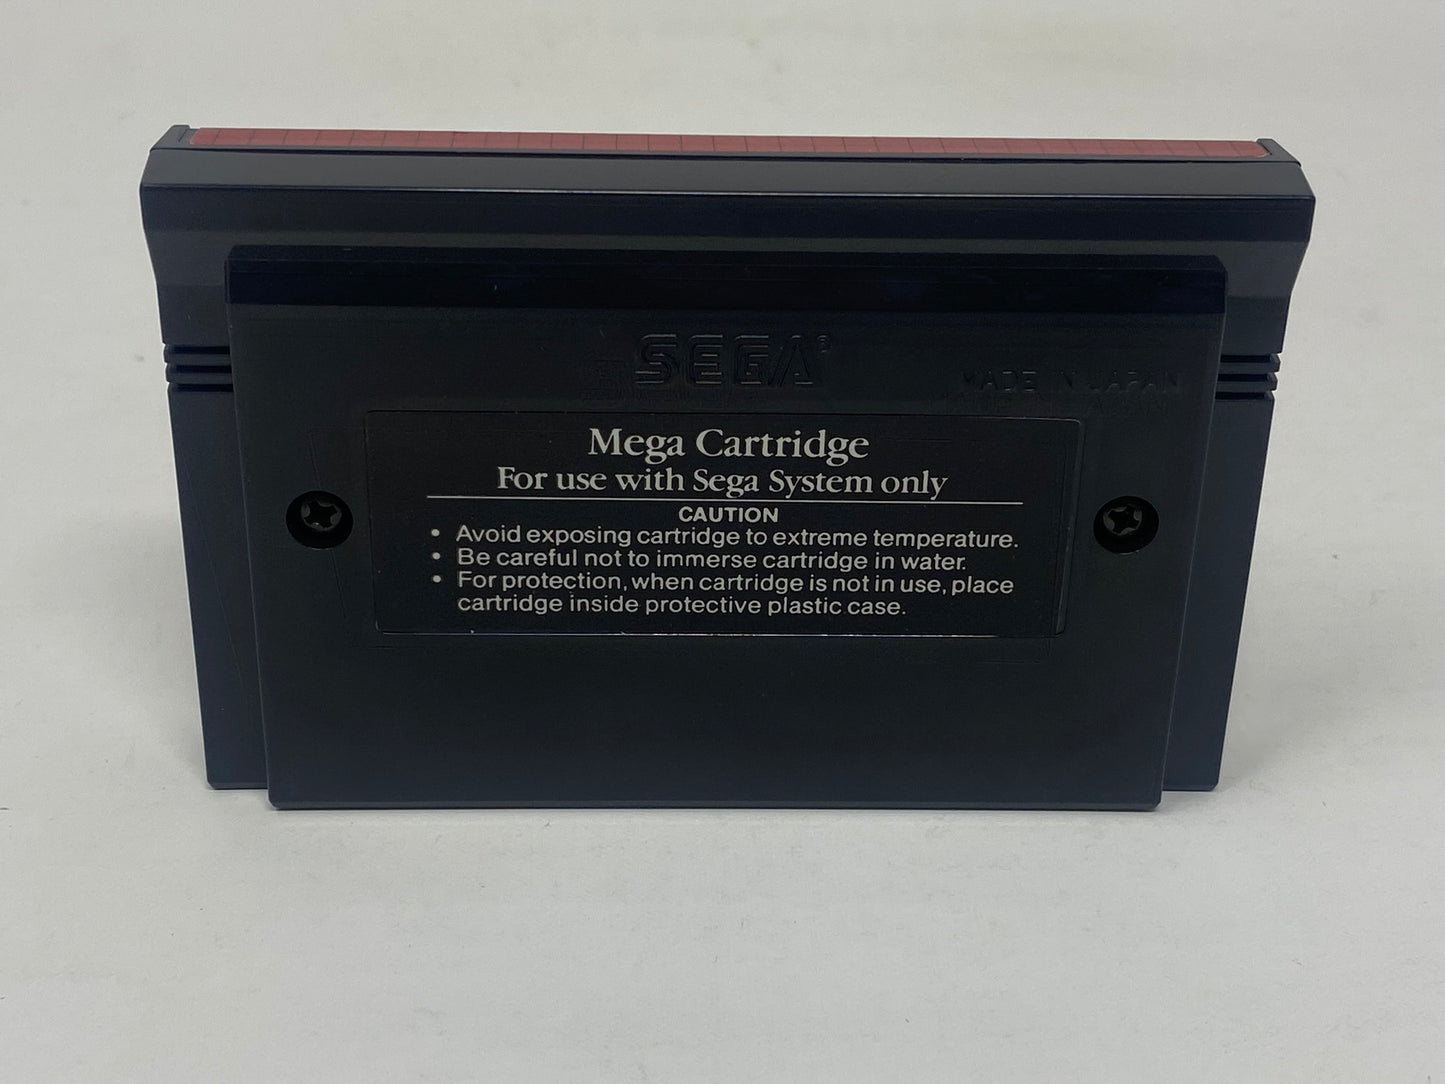 SEGA®
MADE IN JAPAN
Mega Cartridge
For use with Sega System only
CAUTION
• Avoid exposing cartridge to extreme temperature.
• Be careful not to immerse cartridge in water.
• For protection, when cartridge is not in use, place
cartridge inside protective plastic case.